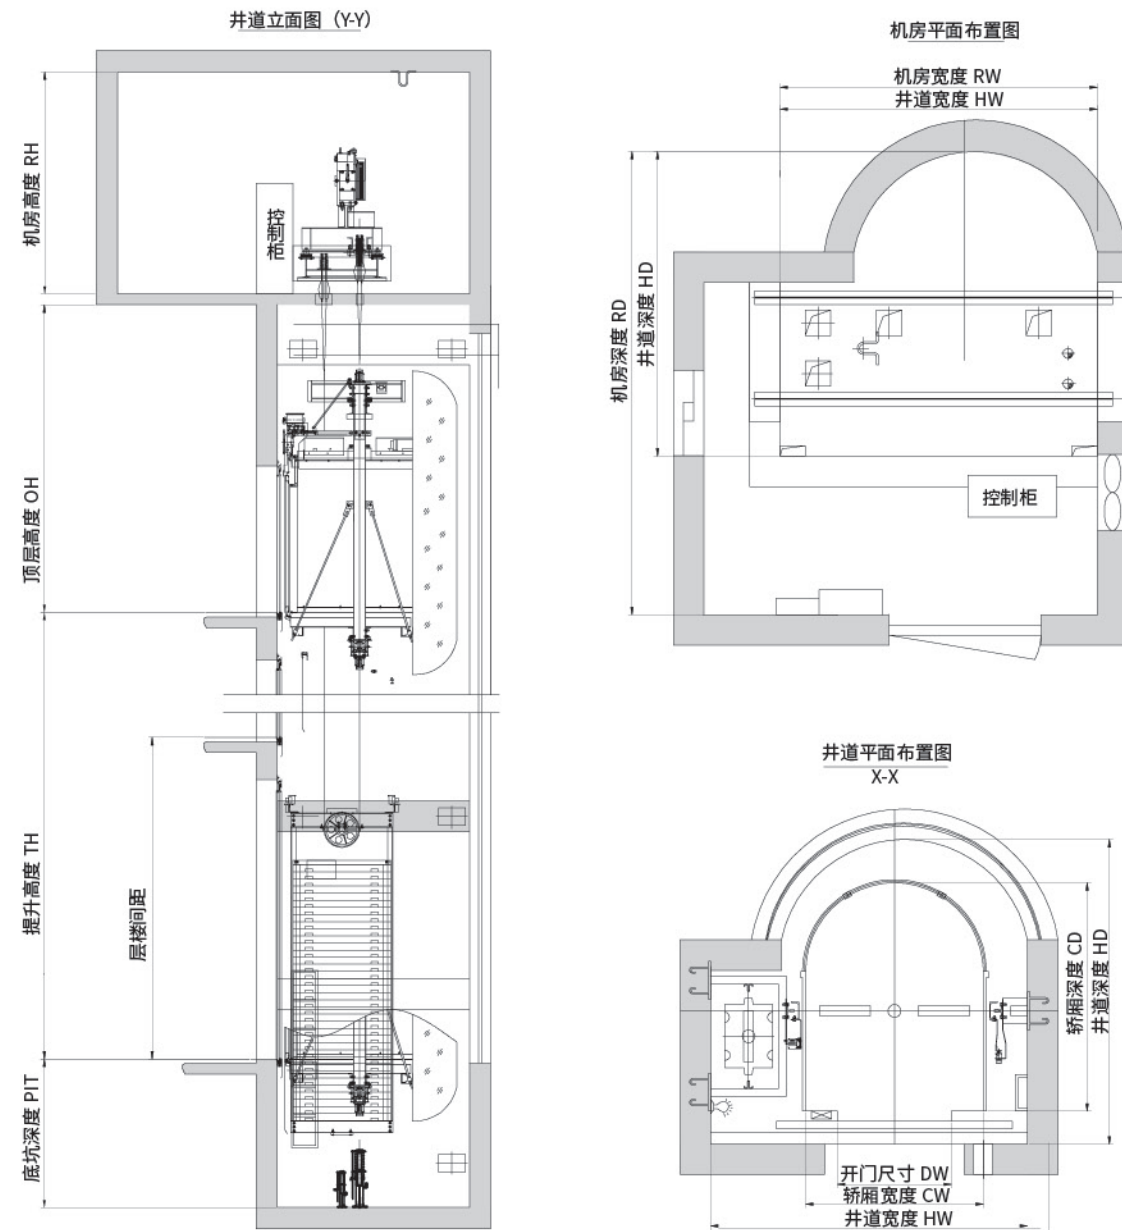 井道立面图（Y-Y）
机房高度 RH
控制柜
顶层高度 OH
提升高度 TH
层楼间距
底坑深度 PIT
机房平面布置图
机房宽度 RW
井道宽度 HW
机房深度 RD
井道深度 HD
控制柜
井道平面布置图
X-X
轿厢深度 CD
井道深度 HD
开门尺寸 DW
轿厢宽度 CW
井道宽度 HW